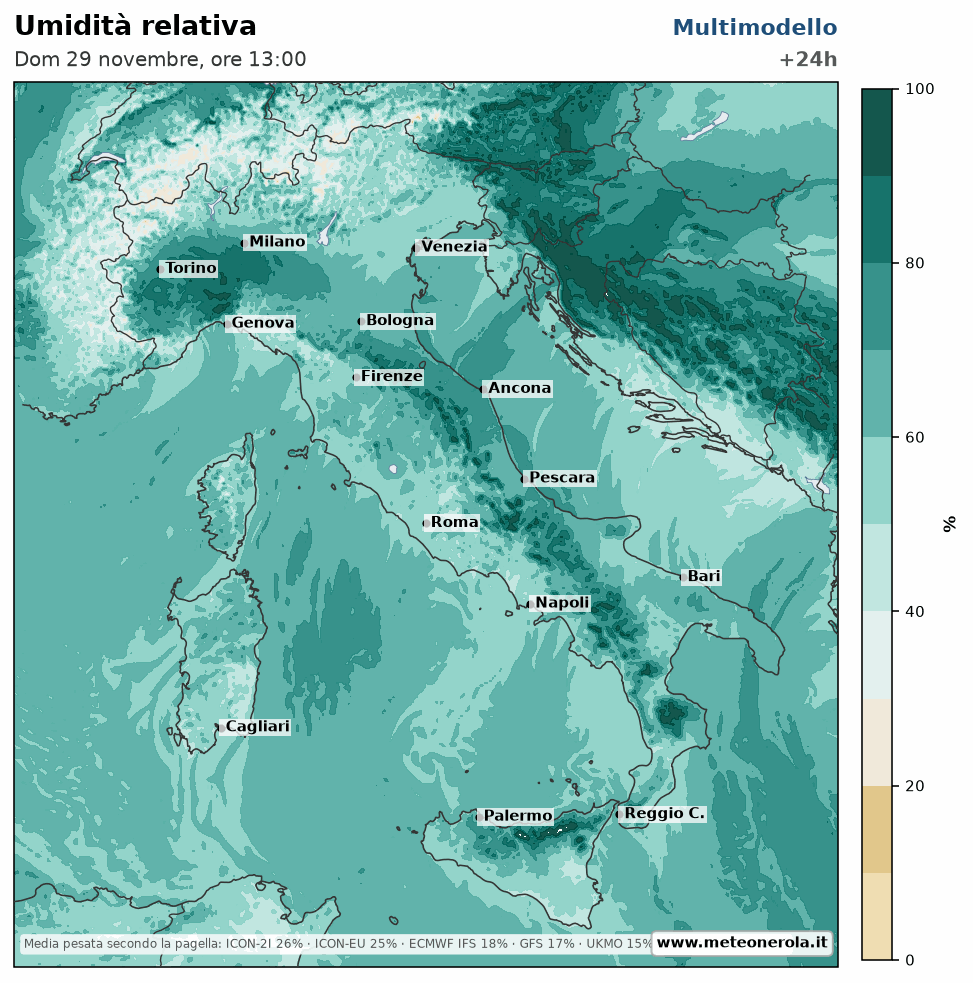 Umidità relativa
Multimodello
Dom 29 novembre, ore 13:00
+24h
100
80
60
40
20
0
%
Milano
Venezia
Torino
Genova
Bologna
Firenze
Ancona
Pescara
Roma
Bari
Napoli
Cagliari
Palermo
Reggio C.
Media pesata secondo la pagella: ICON-2I 26% · ICON-EU 25% · ECMWF IFS 18% · GFS 17% · UKMO 15%
www.meteonerola.it